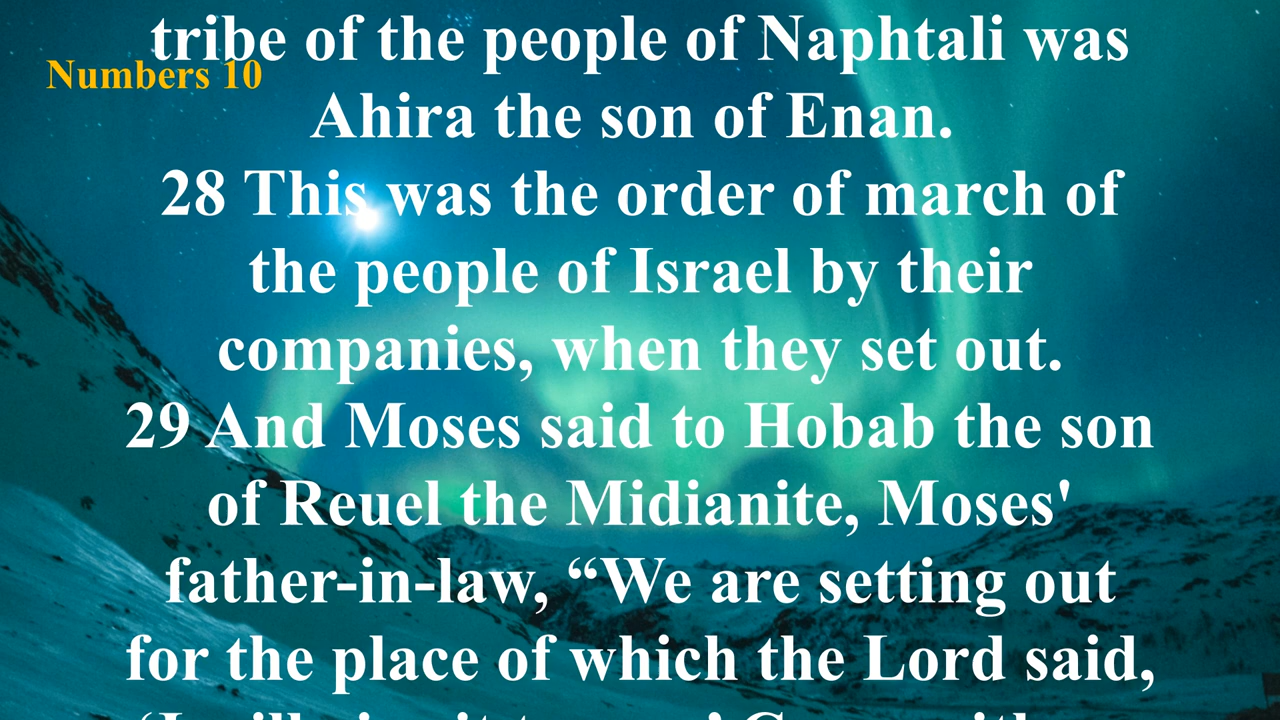 tribe of the people of Naphtali was
Numbers 10
Ahira the son of Enan.
28 This was the order of march of
the people of Israel by their
companies, when they set out.
29 And Moses said to Hobab the son
of Reuel the Midianite, Moses'
father-in-law, “We are setting out
for the place of which the Lord said,